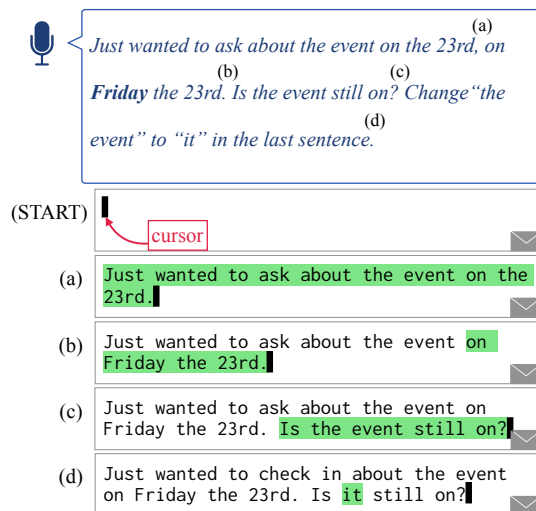 (a)
Just wanted to ask about the event on the 23rd, on
(b) (c)
Friday the 23rd. Is the event still on? Change“the
(d)
event” to “it” in the last sentence.
(START)
cursor
(a) Just wanted to ask about the event on the
23rd.
(b) Just wanted to ask about the event on
Friday the 23rd.
(c) Just wanted to ask about the event on
Friday the 23rd. Is the event still on?
(d) Just wanted to check in about the event
on Friday the 23rd. Is it still on?